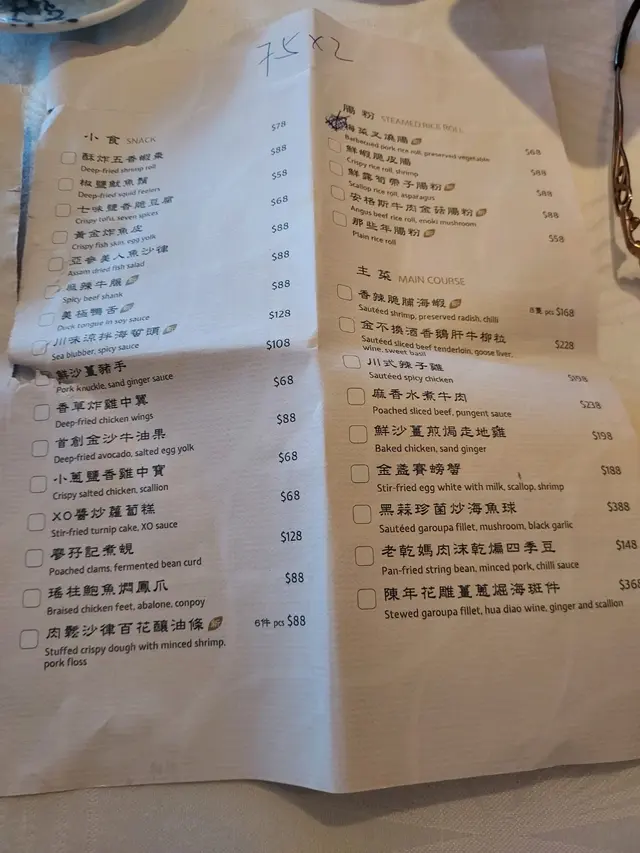 75 x 2
小食 SNACK
酥炸五香蝦棗 $78
Deep-fried shrimp roll
椒鹽魷魚鬚 $88
Deep-fried squid feelers
七味鹽香脆豆腐 $58
Crispy tofu, seven spices
黃金炸魚皮 $68
Crispy fish skin, egg yolk
亞參美人魚沙律 $88
Assam dried fish salad
麻辣牛𦟌 $88
Spicy beef shank
美極鴨舌 $88
Duck tongue in soy sauce
川味涼拌海蜇頭 $128
Sea blubber, spicy sauce
鮮沙薑豬手 $108
Pork knuckle, sand ginger sauce
香草炸雞中翼 $68
Deep-fried chicken wings
首創金沙牛油果 $88
Deep-fried avocado, salted egg yolk
小蔥鹽香雞中寶 $68
Crispy salted chicken, scallion
XO醬炒蘿蔔糕 $68
Stir-fried turnip cake, XO sauce
廖孖記煮蜆 $128
Poached clams, fermented bean curd
瑤柱鮑魚燜鳳爪 $88
Braised chicken feet, abalone, conpoy
肉鬆沙律百花釀油條 6件 pcs $88
Stuffed crispy dough with minced shrimp,
pork floss
腸粉 STEAMED RICE ROLL
梅菜叉燒腸 $68
Barbecued pork rice roll, preserved vegetable
鮮蝦脆皮腸 $88
Crispy rice roll, shrimp
鮮露筍帶子腸粉 $88
Scallop rice roll, asparagus
安格斯牛肉金菇腸粉 $88
Angus beef rice roll, enoki mushroom
那些年腸粉 $58
Plain rice roll
主菜 MAIN COURSE
香辣脆脯海蝦 8隻 pcs $168
Sautéed shrimp, preserved radish, chilli
金不換酒香鵝肝牛柳粒 $228
Sautéed sliced beef tenderloin, goose liver,
wine, sweet basil
川式辣子雞 $198
Sautéed spicy chicken
麻香水煮牛肉 $238
Poached sliced beef, pungent sauce
鮮沙薑煎焗走地雞 $198
Baked chicken, sand ginger
金盞賽螃蟹 $188
Stir-fried egg white with milk, scallop, shrimp
黑蒜珍菌炒海魚球 $388
Sautéed garoupa fillet, mushroom, black garlic
老乾媽肉沫乾煸四季豆 $148
Pan-fried string bean, minced pork, chilli sauce
陳年花雕薑蔥焗海斑件 $368
Stewed garoupa fillet, hua diao wine, ginger and scallion